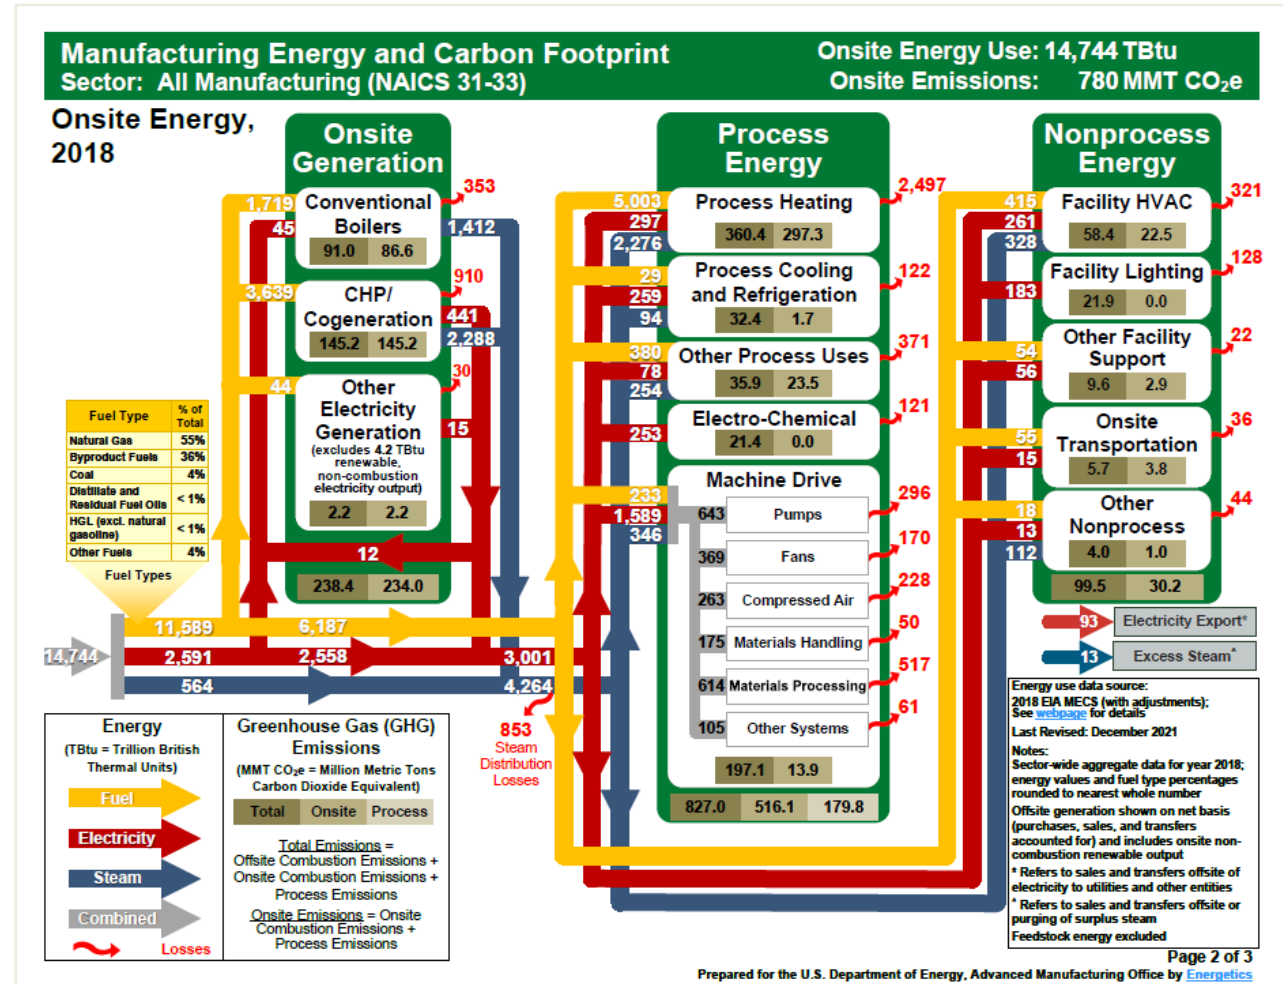 Manufacturing Energy and Carbon Footprint
Sector: All Manufacturing (NAICS 31-33)
Onsite Energy Use: 14,744 TBtu
Onsite Emissions: 780 MMT CO₂e
Onsite Energy,
2018
Onsite
Generation
Conventional
Boilers
91.0 86.6
1,719
45
353
1,412
CHP/
Cogeneration
145.2 145.2
3,639
910
441
2,288
Other
Electricity
Generation
(excludes 4.2 TBtu
renewable,
non-combustion
electricity output)
2.2 2.2
44
30
15
12
238.4 234.0
Fuel Type % of
Total
Natural Gas 55%
Byproduct Fuels 36%
Coal 4%
Distillate and
Residual Fuel Oils < 1%
HGL (excl. natural
gasoline) < 1%
Other Fuels 4%
Fuel Types
14,744
11,589 6,187
2,591 2,558 3,001
564 4,264
853
Steam
Distribution
Losses
Process
Energy
5,003
297
2,276
Process Heating
360.4 297.3
2,497
29
259
94
Process Cooling
and Refrigeration
32.4 1.7
122
380
78
254
Other Process Uses
35.9 23.5
371
253
Electro-Chemical
21.4 0.0
121
Machine Drive
233
1,589
346
643 Pumps 296
369 Fans 170
263 Compressed Air 228
175 Materials Handling 50
614 Materials Processing 517
105 Other Systems 61
197.1 13.9
827.0 516.1 179.8
Nonprocess
Energy
415
261
328
Facility HVAC
58.4 22.5
321
183
Facility Lighting
21.9 0.0
128
54
56
Other Facility
Support
9.6 2.9
22
55
15
Onsite
Transportation
5.7 3.8
36
18
13
112
Other
Nonprocess
4.0 1.0
44
99.5 30.2
93 Electricity Export*
13 Excess Steam^
Energy
(TBtu = Trillion British
Thermal Units)
Fuel
Electricity
Steam
Combined
Losses
Greenhouse Gas (GHG)
Emissions
(MMT CO₂e = Million Metric Tons
Carbon Dioxide Equivalent)
Total Onsite Process
Total Emissions =
Offsite Combustion Emissions +
Onsite Combustion Emissions +
Process Emissions
Onsite Emissions = Onsite
Combustion Emissions +
Process Emissions
Energy use data source:
2018 EIA MECS (with adjustments);
See webpage for details
Last Revised: December 2021
Notes:
Sector-wide aggregate data for year 2018;
energy values and fuel type percentages
rounded to nearest whole number
Offsite generation shown on net basis
(purchases, sales, and transfers
accounted for) and includes onsite non-
combustion renewable output
* Refers to sales and transfers offsite of
electricity to utilities and other entities
^ Refers to sales and transfers offsite or
purging of surplus steam
Feedstock energy excluded
Page 2 of 3
Prepared for the U.S. Department of Energy, Advanced Manufacturing Office by Energetics